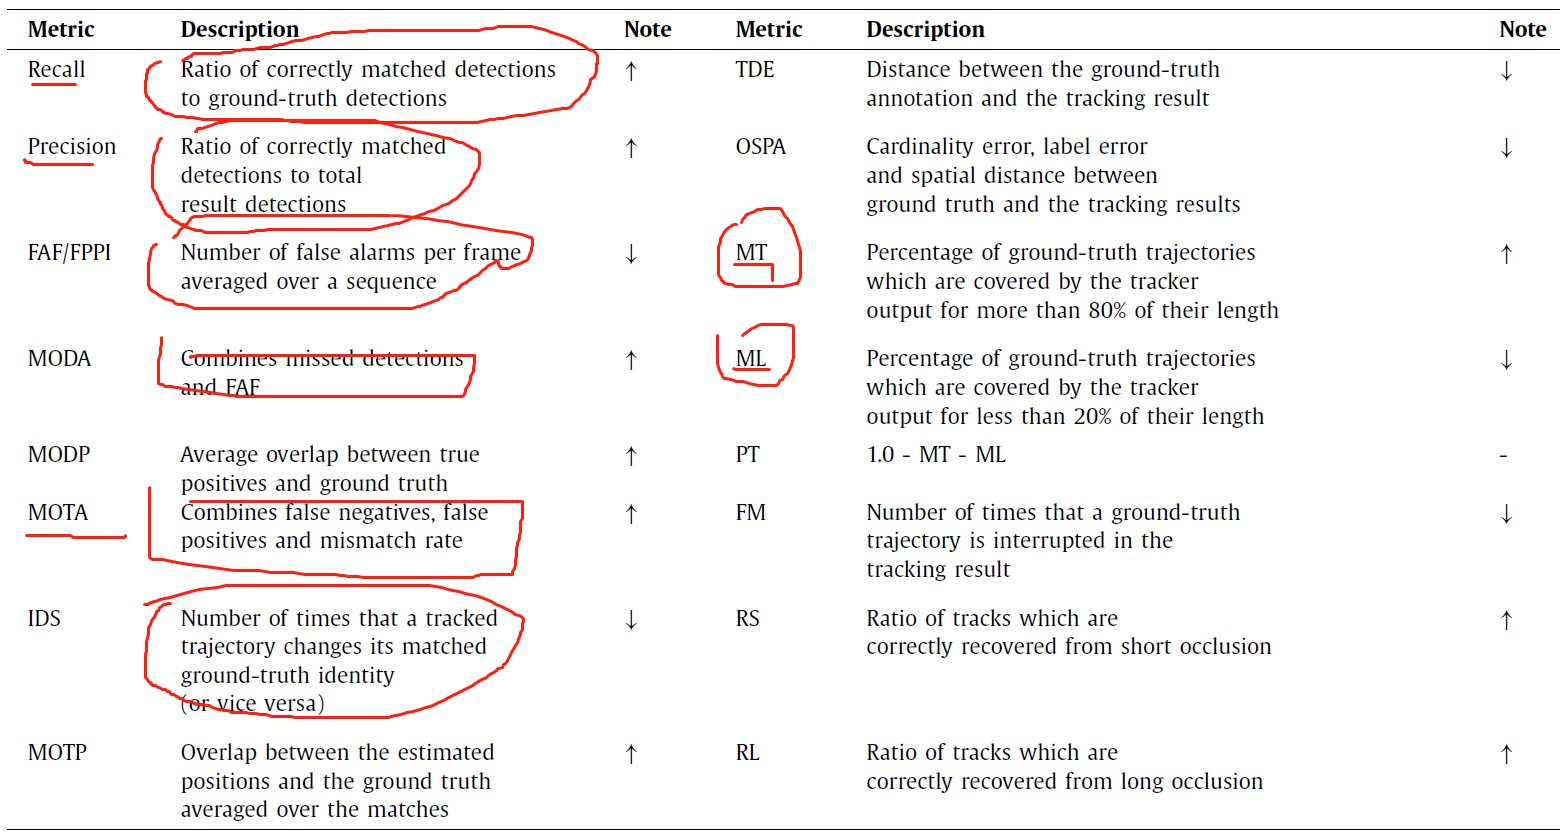 Metric Description Note Metric Description Note
Recall Ratio of correctly matched detections ↑ TDE Distance between the ground-truth ↓
to ground-truth detections annotation and the tracking result
Precision Ratio of correctly matched ↑ OSPA Cardinality error, label error ↓
detections to total and spatial distance between
result detections ground truth and the tracking results
FAF/FPPI Number of false alarms per frame ↓ MT Percentage of ground-truth trajectories ↑
averaged over a sequence which are covered by the tracker
output for more than 80% of their length
MODA Combines missed detections ↑ ML Percentage of ground-truth trajectories ↓
and FAF which are covered by the tracker
output for less than 20% of their length
MODP Average overlap between true ↑ PT 1.0 - MT - ML -
positives and ground truth
MOTA Combines false negatives, false ↑ FM Number of times that a ground-truth ↓
positives and mismatch rate trajectory is interrupted in the
tracking result
IDS Number of times that a tracked ↓ RS Ratio of tracks which are ↑
trajectory changes its matched correctly recovered from short occlusion
ground-truth identity
(or vice versa)
MOTP Overlap between the estimated ↑ RL Ratio of tracks which are ↑
positions and the ground truth correctly recovered from long occlusion
averaged over the matches